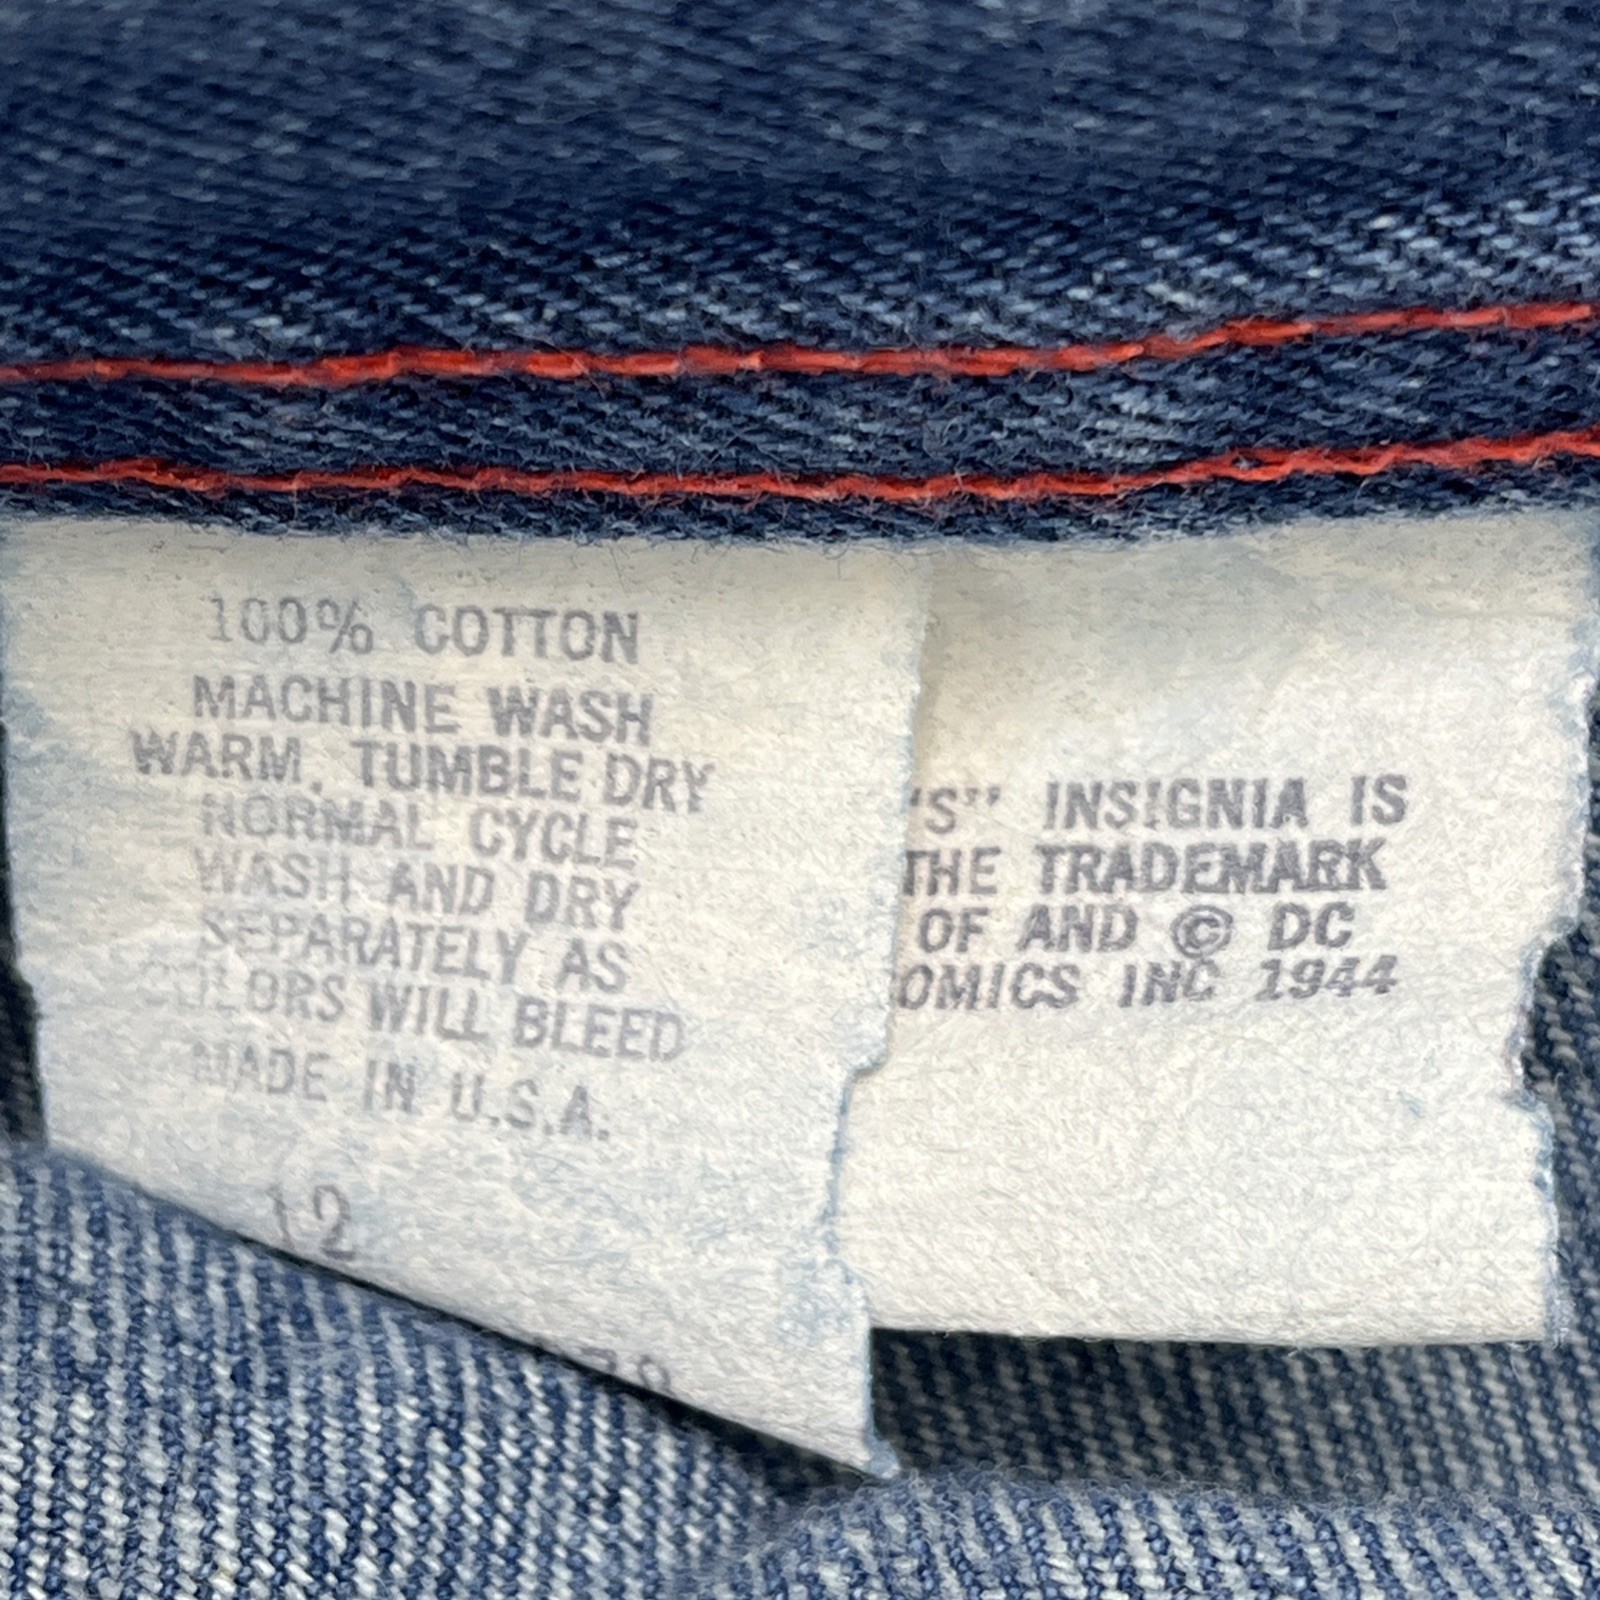 100% COTTON
MACHINE WASH
WARM, TUMBLE DRY
NORMAL CYCLE
WASH AND DRY
SEPARATELY AS
COLORS WILL BLEED
MADE IN U.S.A.
12
'S" INSIGNIA IS
THE TRADEMARK
OF AND © DC
OMICS INC 1944